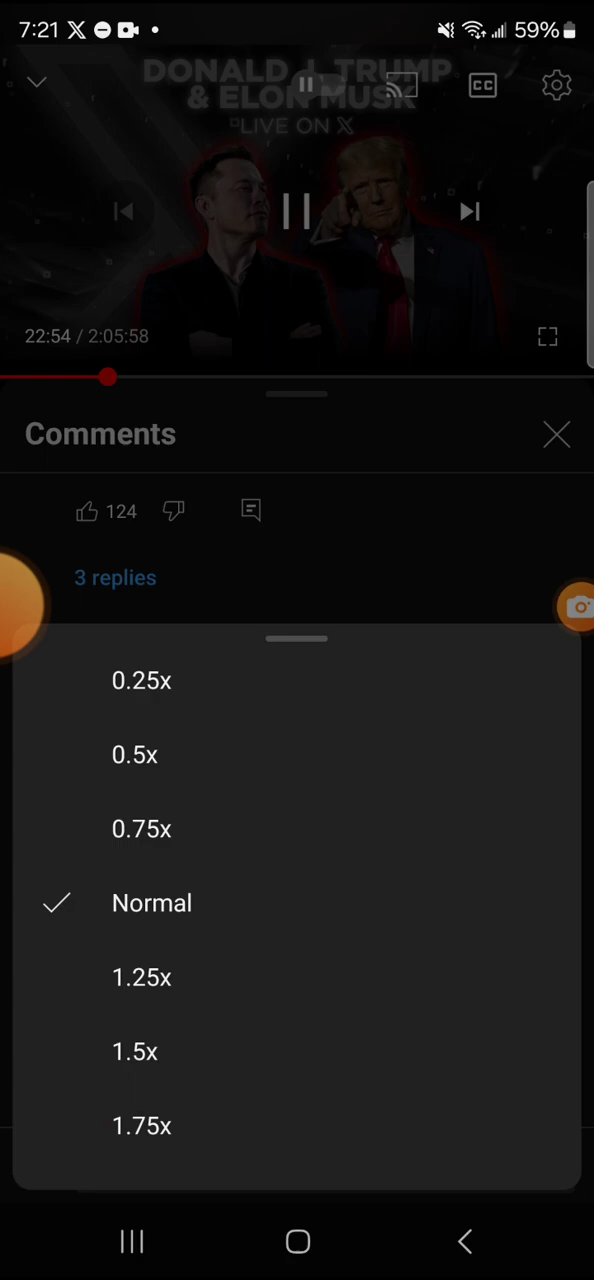 7:21
59%
DONALD J. TRUMP
& ELON MUSK
LIVE ON X
CC
22:54 / 2:05:58
Comments
124
3 replies
0.25x
0.5x
0.75x
Normal
1.25x
1.5x
1.75x